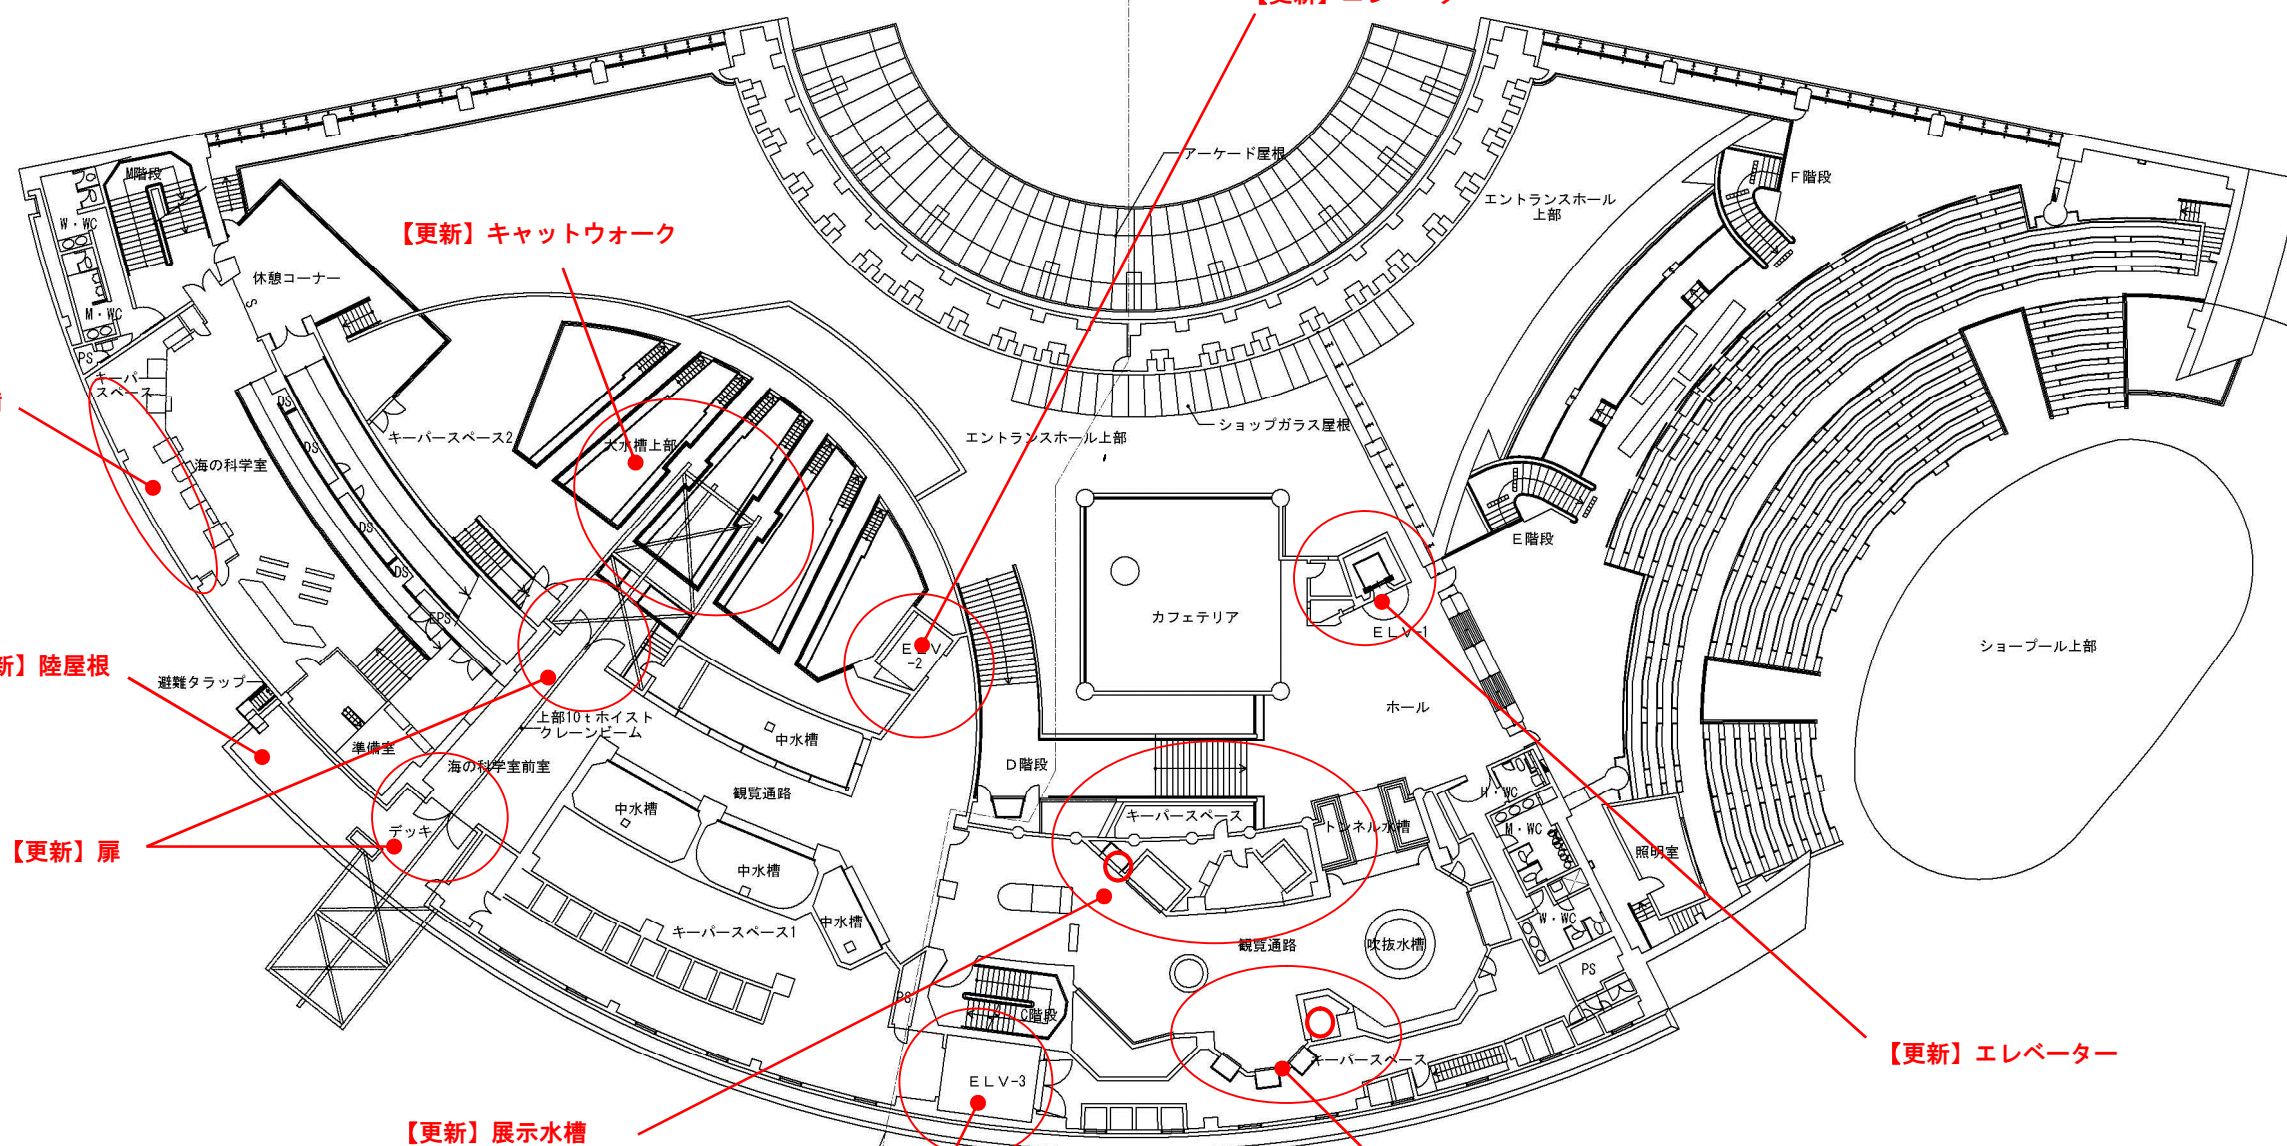 アーケード屋根
M階段
F階段
W・WC
エントランスホール
上部
【更新】キャットウォーク
休憩コーナー
S
M・WC
PS
キーパー
スペース
DS
ショップガラス屋根
キーパースペース2
エントランスホール上部
大水槽上部
DS
海の科学室
DS
E階段
DS
EPS
カフェテリア
ELV-1
ELV
-2
ショープール上部
】陸屋根
避難タラップ
ホール
上部10tホイスト
クレーンビーム
中水槽
準備室
海の科学室前室
D階段
観覧通路
H・WC
中水槽
キーパースペース
トンネル水槽
M・WC
デッキ
【更新】扉
照明室
中水槽
中水槽
W・WC
キーパースペース1
観覧通路
吹抜水槽
PS
PS
C階段
キーパースペース
【更新】エレベーター
ELV-3
【更新】展示水槽